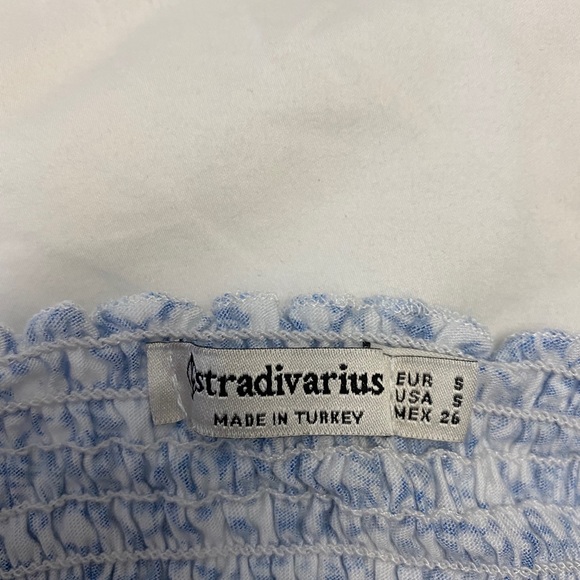 stradivarius
MADE IN TURKEY
EUR S
USA S
MEX 26